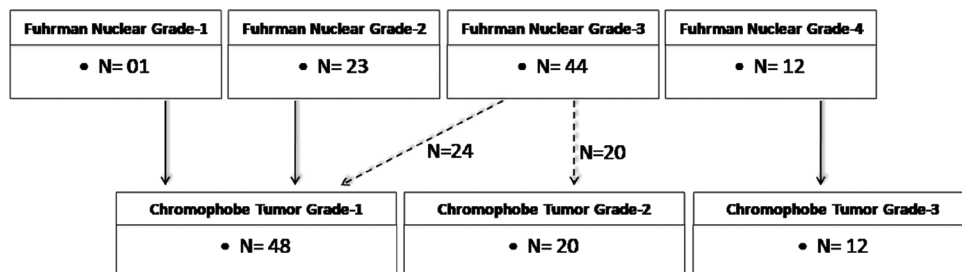 Fuhrman Nuclear Grade-1
• N= 01
Fuhrman Nuclear Grade-2
• N= 23
Fuhrman Nuclear Grade-3
• N= 44
Fuhrman Nuclear Grade-4
• N= 12
N=24
N=20
Chromophobe Tumor Grade-1
• N= 48
Chromophobe Tumor Grade-2
• N= 20
Chromophobe Tumor Grade-3
• N= 12